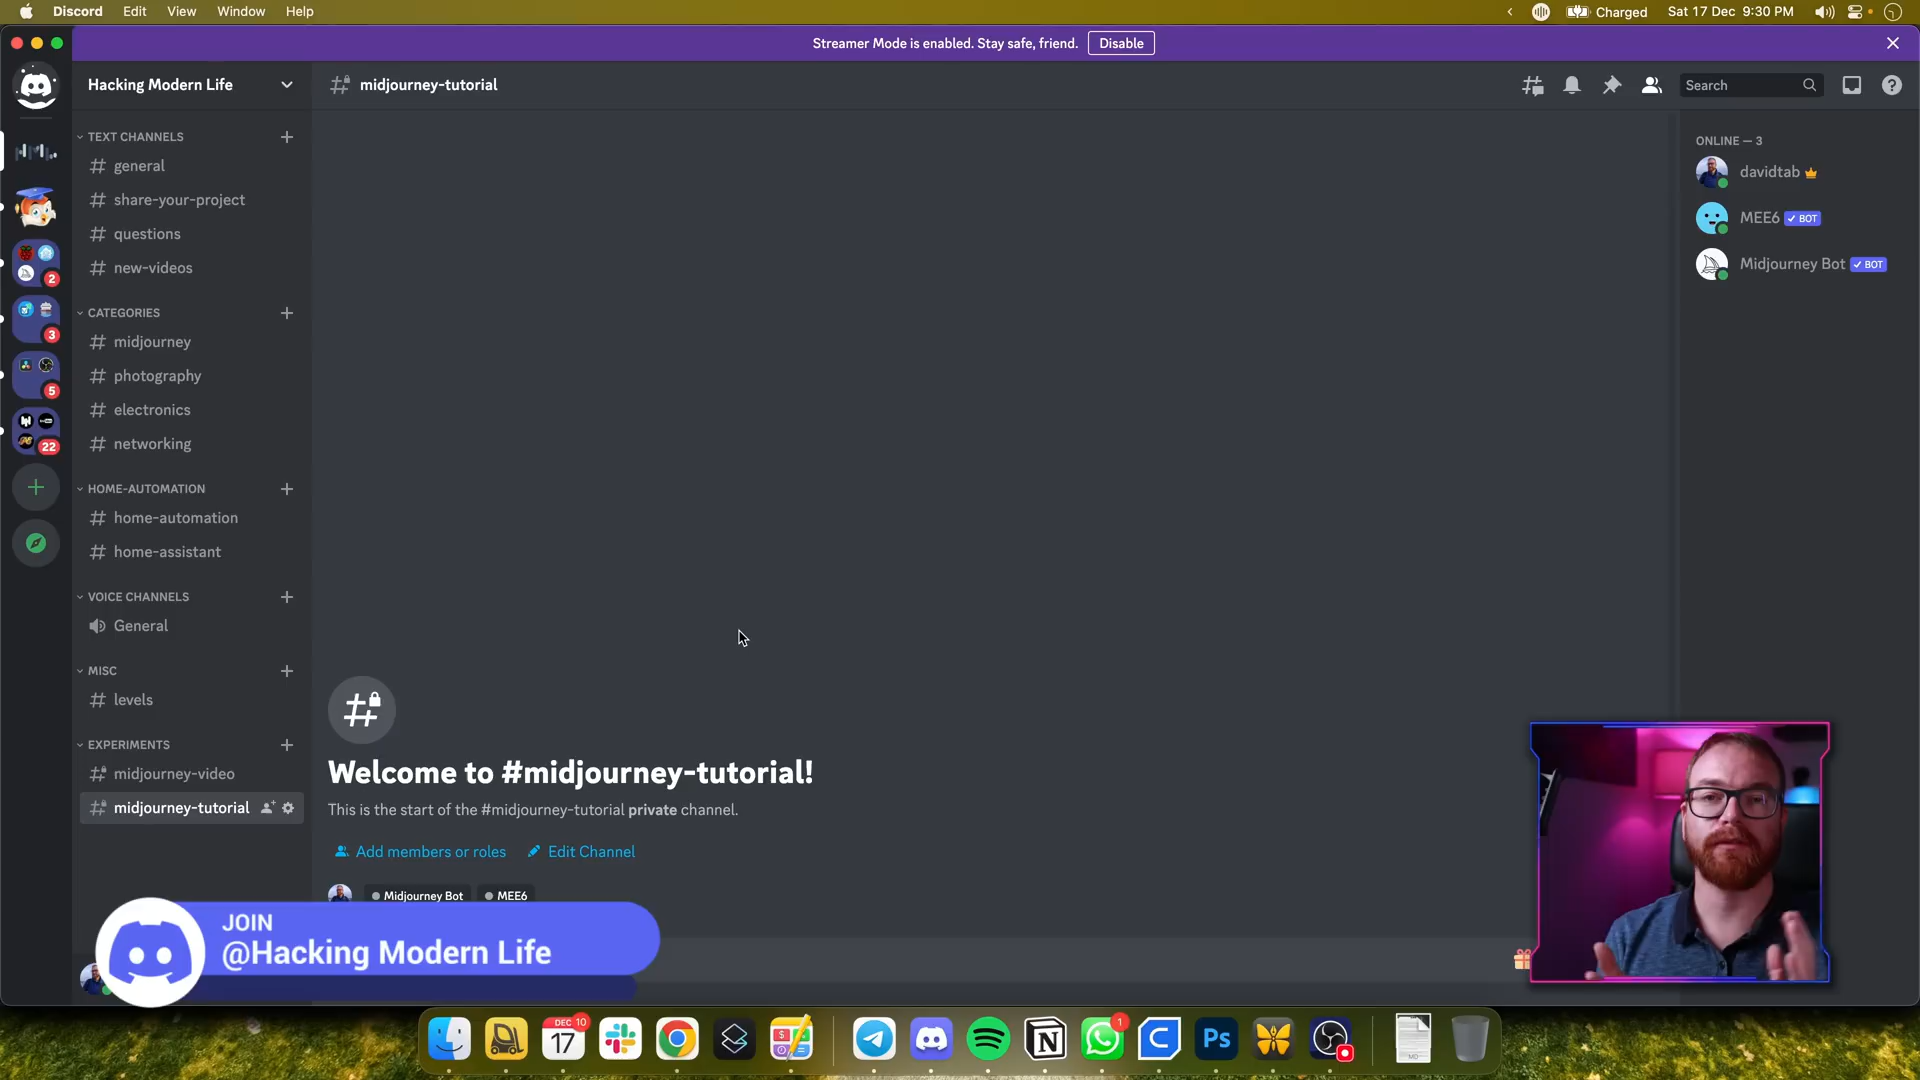 Discord Edit View Window Help
Charged Sat 17 Dec 9:30 PM
Streamer Mode is enabled. Stay safe, friend. Disable
Hacking Modern Life
midjourney-tutorial
Search
TEXT CHANNELS
general
share-your-project
questions
new-videos
CATEGORIES
midjourney
photography
electronics
networking
HOME-AUTOMATION
home-automation
home-assistant
VOICE CHANNELS
General
MISC
levels
EXPERIMENTS
midjourney-video
midjourney-tutorial
2
3
5
22
Welcome to #midjourney-tutorial!
This is the start of the #midjourney-tutorial private channel.
Add members or roles Edit Channel
Midjourney Bot MEE6
ONLINE — 3
davidtab
MEE6 BOT
Midjourney Bot BOT
JOIN
@Hacking Modern Life
DEC 10
17
1
Ps
MD